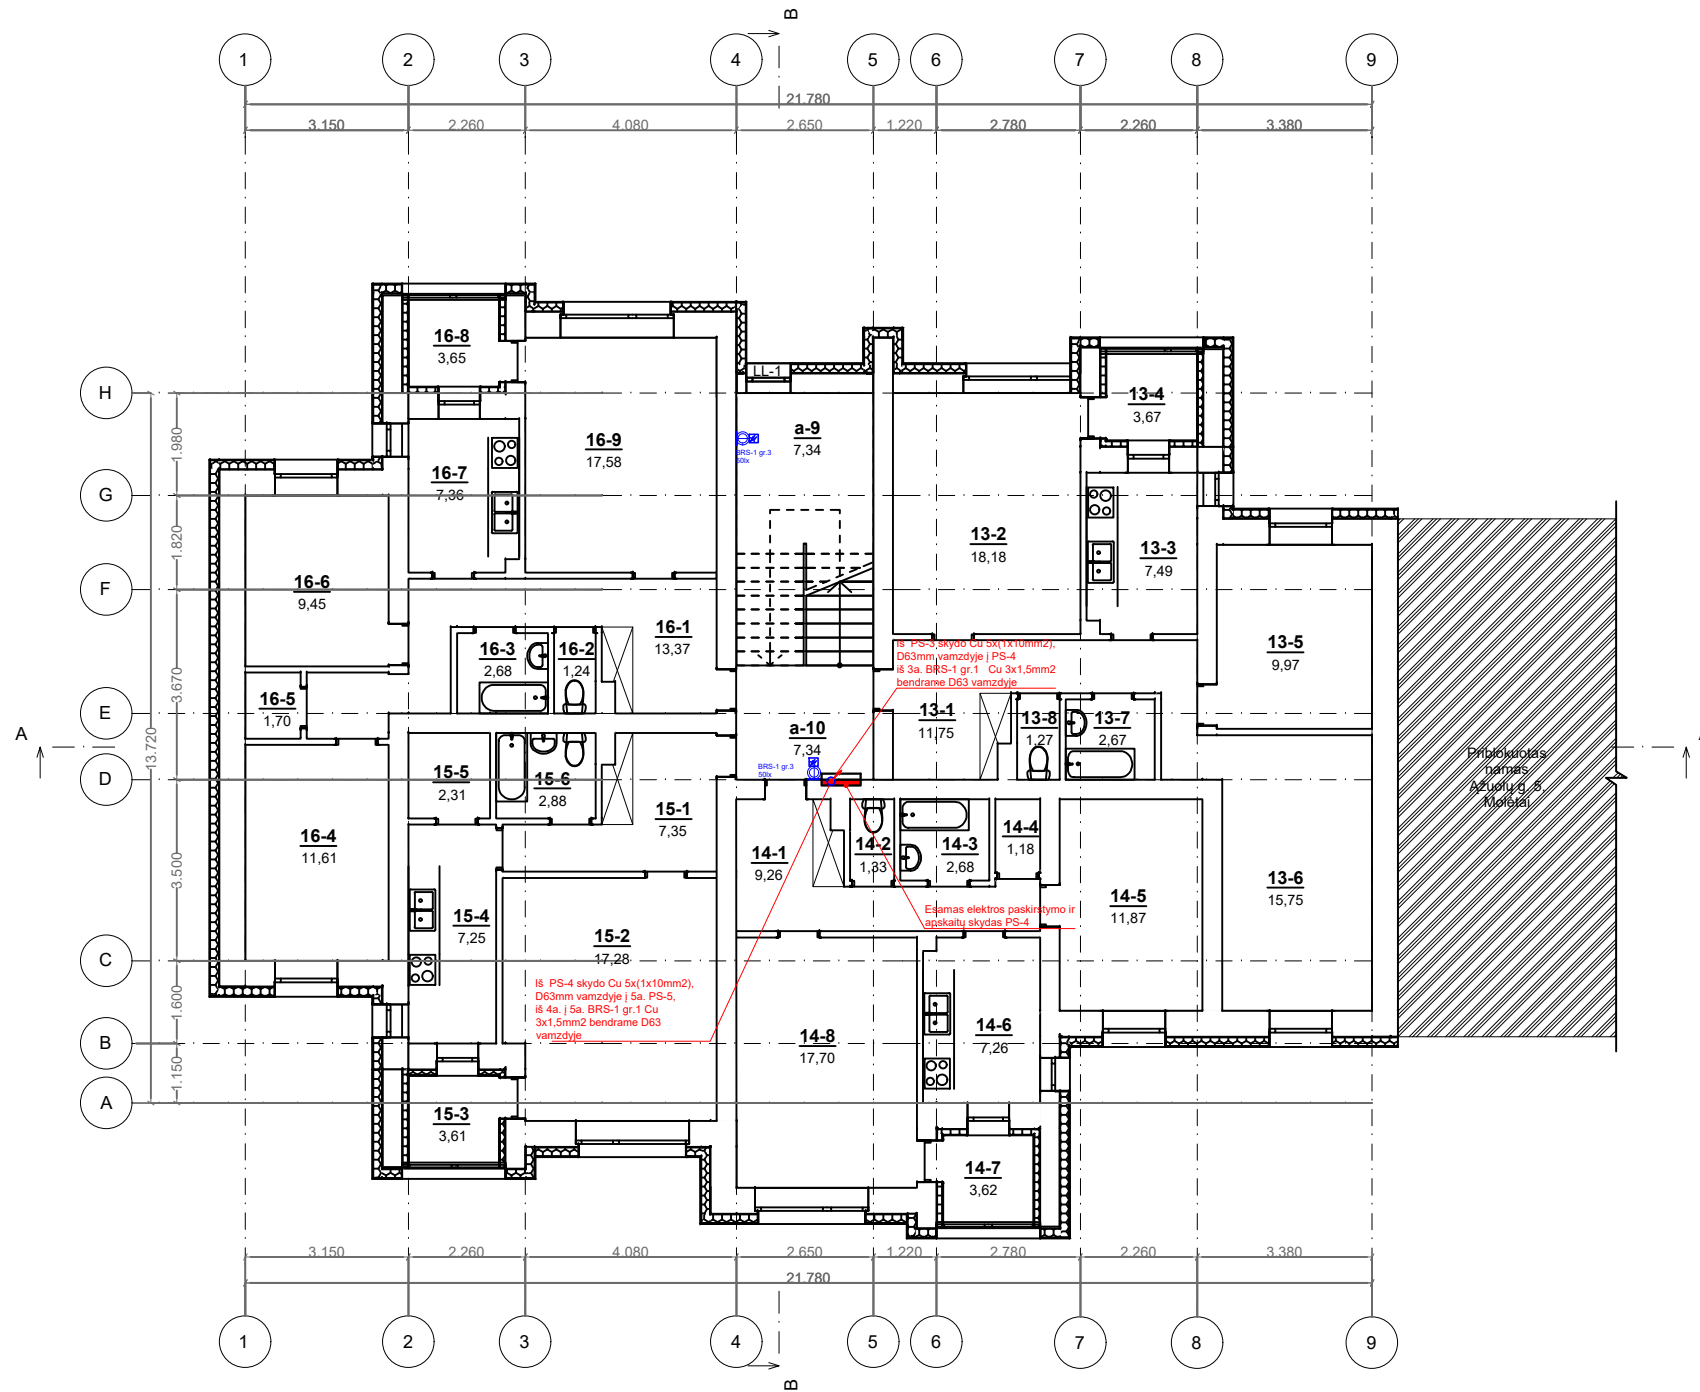 B
1 2 3 4 5 6 7 8 9
21.780
3.150 2.260 4.080 2.650 1.220 2.780 2.260 3.380
H
G
F
E
D
C
B
A
1.980
1.820
3.670
3.500
1.600
1.150
13.720
A
16-8
3,65
16-9
17,58
16-7
7,36
16-6
9,45
16-1
13,37
16-3
2,68
16-2
1,24
16-5
1,70
16-4
11,61
LL-1
a-9
7,34
BRS-1 gr.3
50lx
a-10
7,34
BRS-1 gr.3
50lx
13-4
3,67
13-2
18,18
13-3
7,49
13-5
9,97
Iš PS-3 skydo Cu 5x(1x10mm2),
D63mm vamzdyje į PS-4
iš 3a. BRS-1 gr.1 Cu 3x1,5mm2
bendrame D63 vamzdyje
13-1
11,75
13-8
1,27
13-7
2,67
13-6
15,75
Priblokuotas
namas
Ąžuolų g. 5,
Molėtai
15-5
2,31
15-6
2,88
15-1
7,35
15-4
7,25
15-2
17,28
15-3
3,61
Iš PS-4 skydo Cu 5x(1x10mm2),
D63mm vamzdyje į 5a. PS-5,
iš 4a. į 5a. BRS-1 gr.1 Cu
3x1,5mm2 bendrame D63
vamzdyje
14-1
9,26
14-2
1,33
14-3
2,68
14-4
1,18
14-5
11,87
Esamas elektros paskirstymo ir
apskaitų skydas PS-4
14-8
17,70
14-6
7,26
14-7
3,62
3.150 2.260 4.080 2.650 1.220 2.780 2.260 3.380
21.780
1 2 3 4 5 6 7 8 9
B